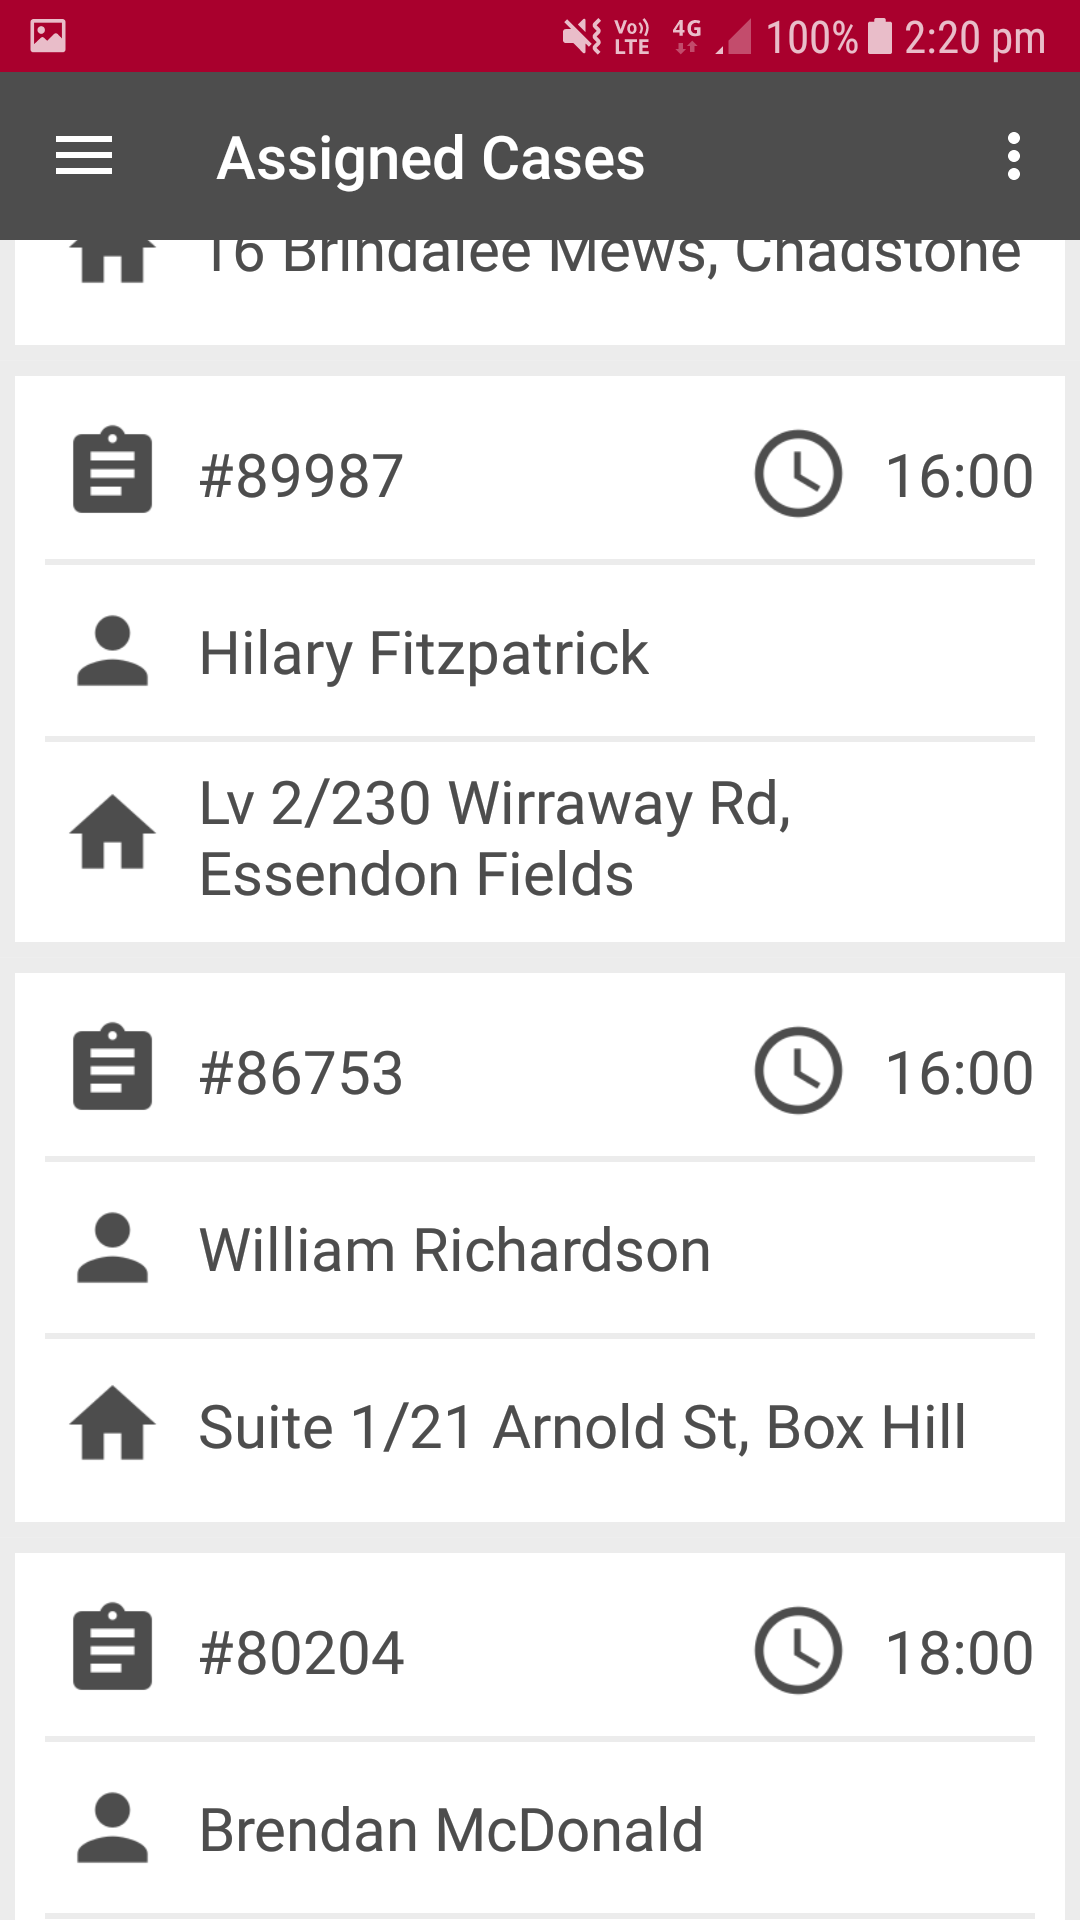 Vo)) LTE 4G 100% 2:20 pm
Assigned Cases
16 Brindalee Mews, Chadstone
#89987 16:00
Hilary Fitzpatrick
Lv 2/230 Wirraway Rd,
Essendon Fields
#86753 16:00
William Richardson
Suite 1/21 Arnold St, Box Hill
#80204 18:00
Brendan McDonald